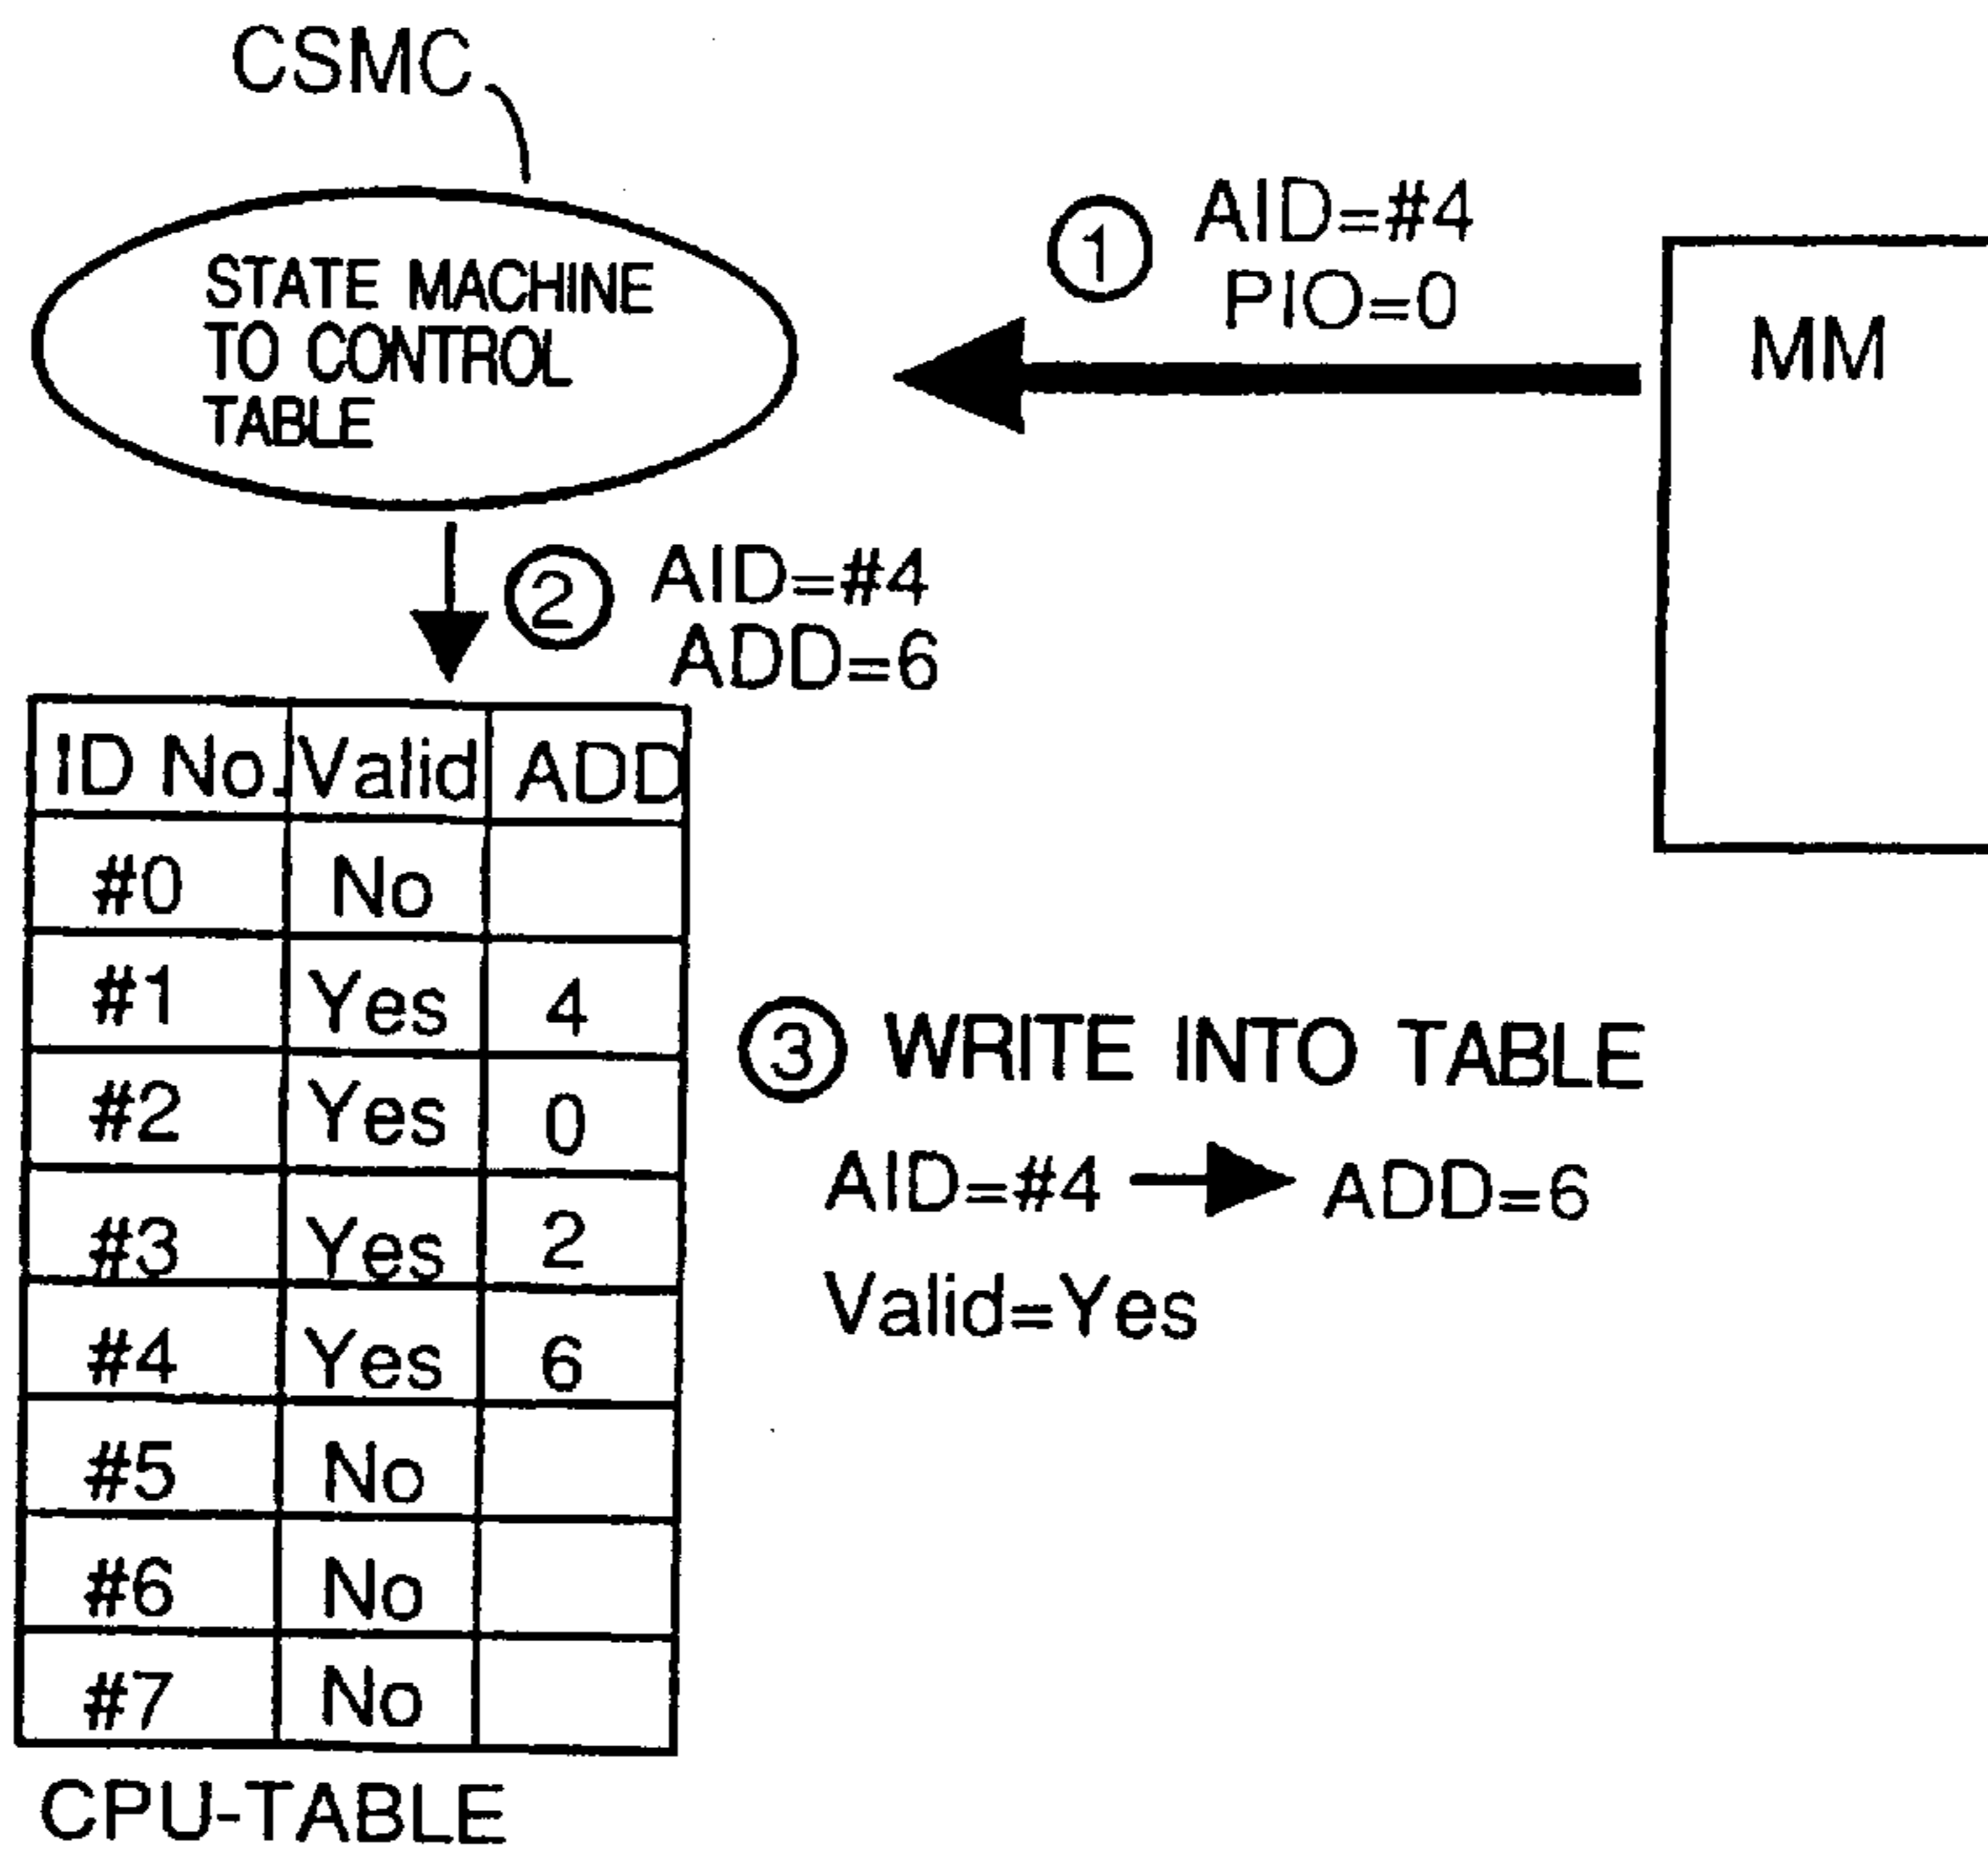 CSMC
STATE MACHINE
TO CONTROL
TABLE
① AID=#4
PIO=0
MM
② AID=#4
ADD=6
ID No. Valid ADD
#0 No
#1 Yes 4
#2 Yes 0
#3 Yes 2
#4 Yes 6
#5 No
#6 No
#7 No
CPU-TABLE
③ WRITE INTO TABLE
AID=#4 → ADD=6
Valid=Yes